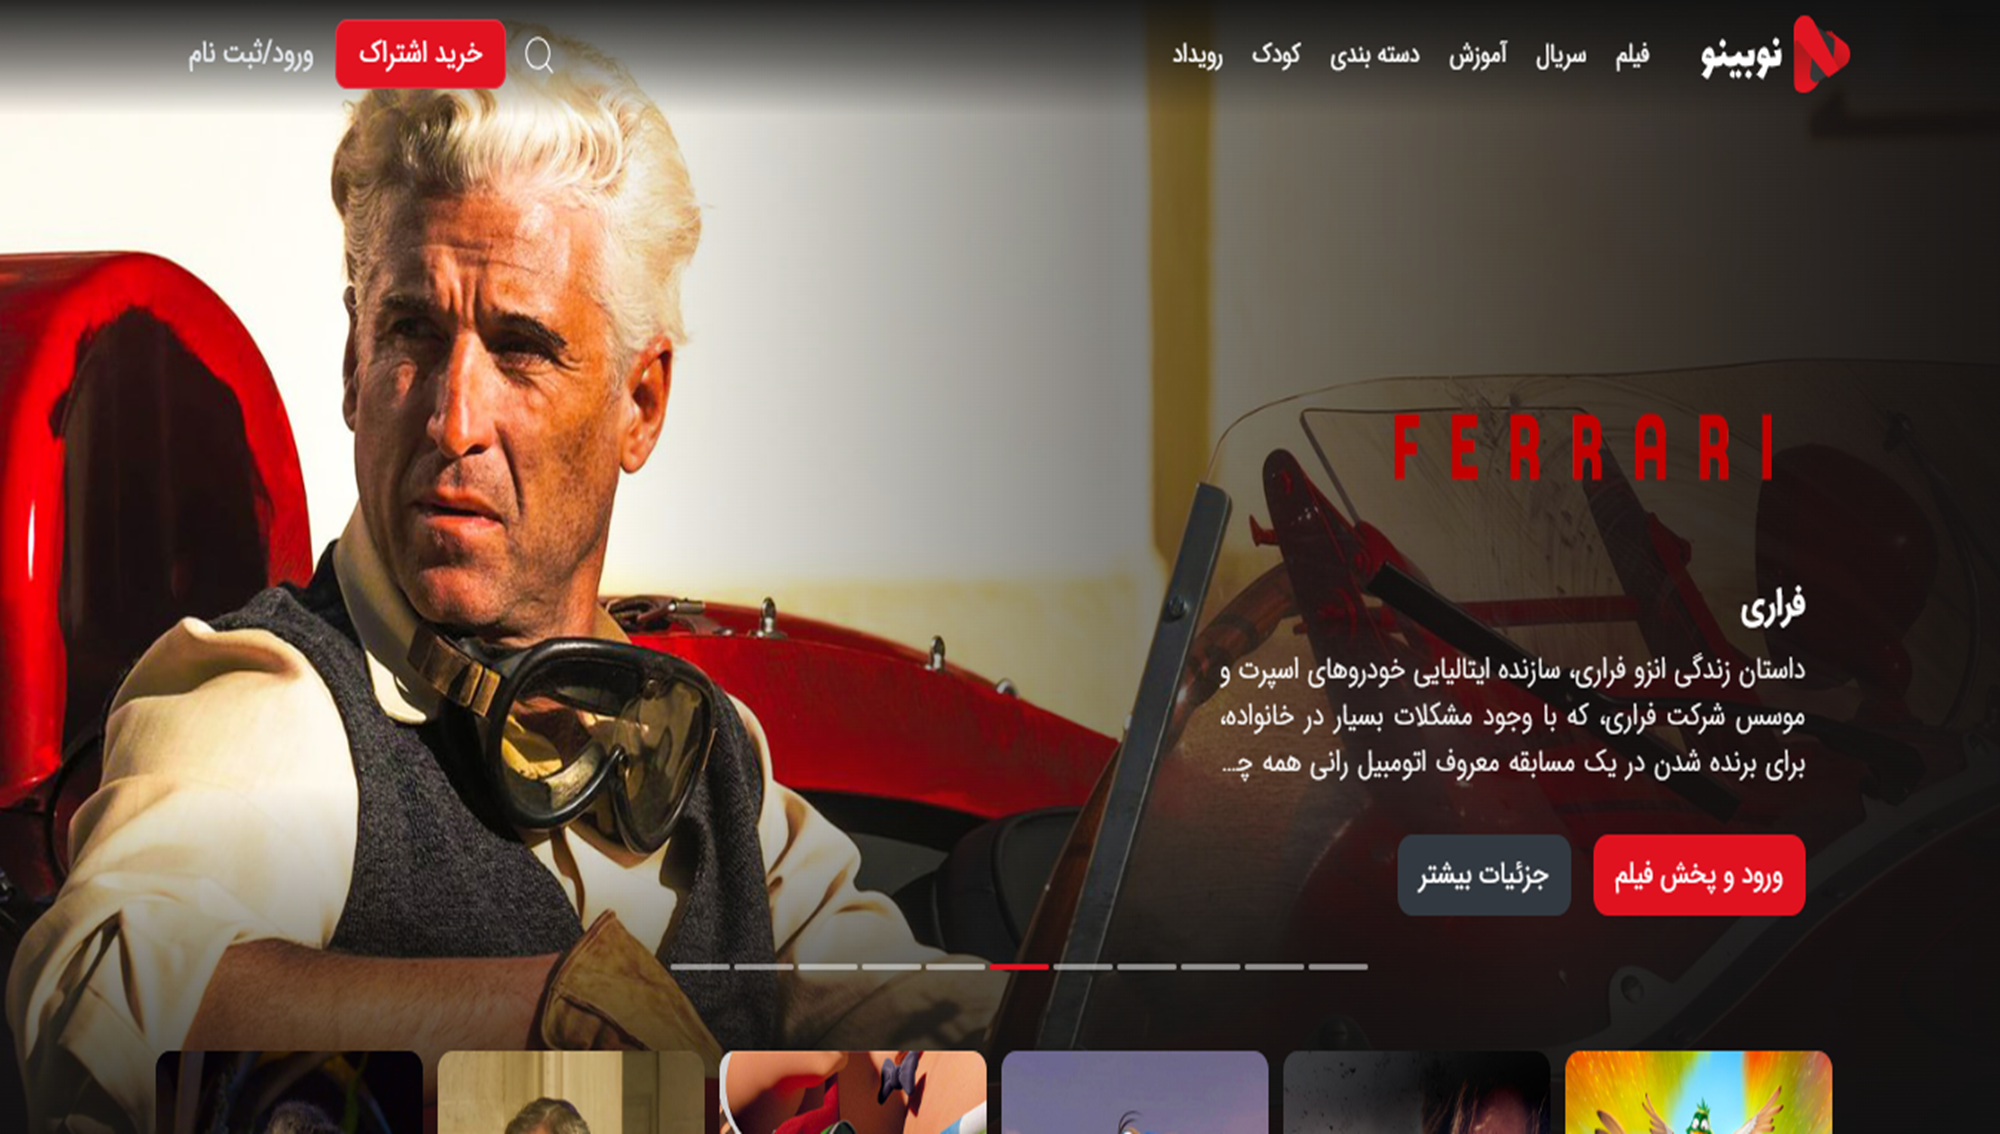 نوبینو
فیلم
سریال
آموزش
دسته بندی
کودک
رویداد
خرید اشتراک
ورود/ثبت نام
FERRARI
فراری
داستان زندگی انزو فراری، سازنده ایتالیایی خودروهای اسپرت و
موسس شرکت فراری، که با وجود مشکلات بسیار در خانواده،
برای برنده شدن در یک مسابقه معروف اتومبیل رانی همه چـ...
ورود و پخش فیلم
جزئیات بیشتر